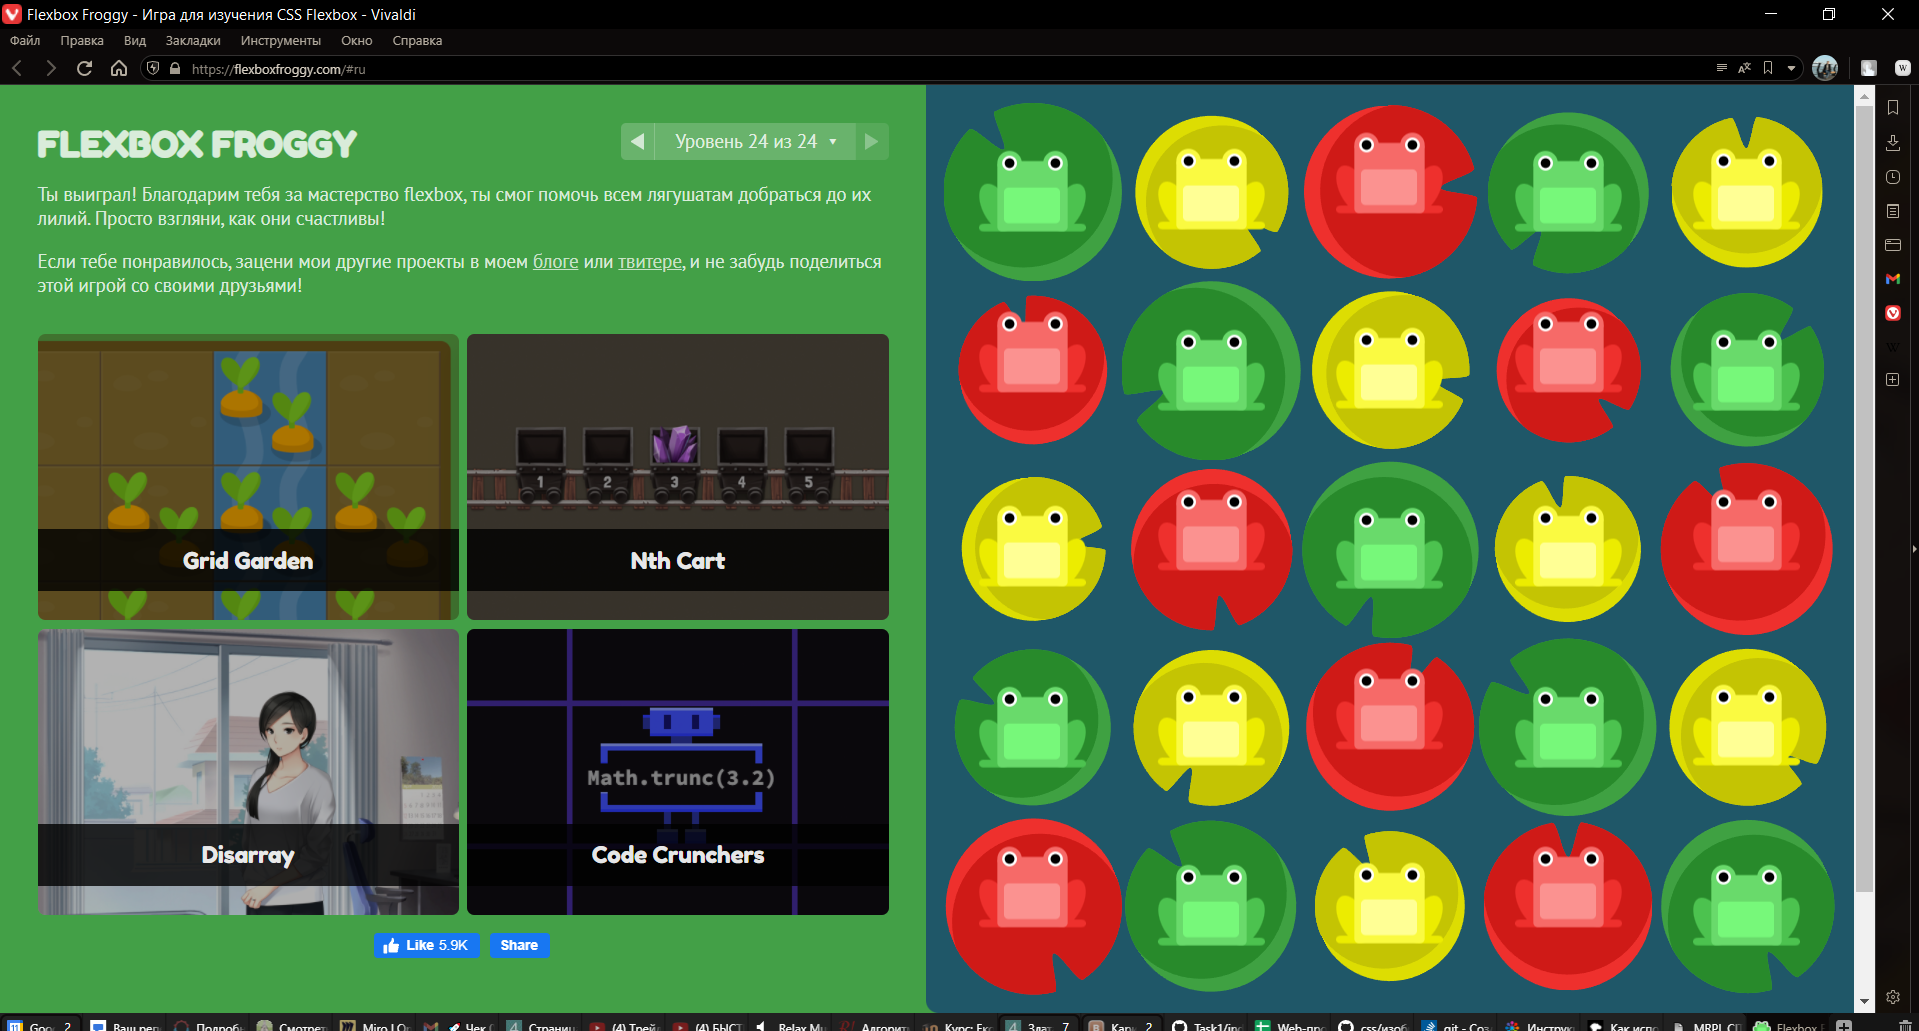 Flexbox Froggy - Игра для изучения CSS Flexbox - Vivaldi
Файл Правка Вид Закладки Инструменты Окно Справка
https://flexboxfroggy.com/#ru
FLEXBOX FROGGY
Уровень 24 из 24
Ты выиграл! Благодарим тебя за мастерство flexbox, ты смог помочь всем лягушатам добраться до их
лилий. Просто взгляни, как они счастливы!
Если тебе понравилось, зацени мои другие проекты в моем блоге или твитере, и не забудь поделиться
этой игрой со своими друзьями!
1 2 3 4 5
Grid Garden
Nth Cart
Math.trunc(3.2)
Disarray
Code Crunchers
Like 5.9K Share